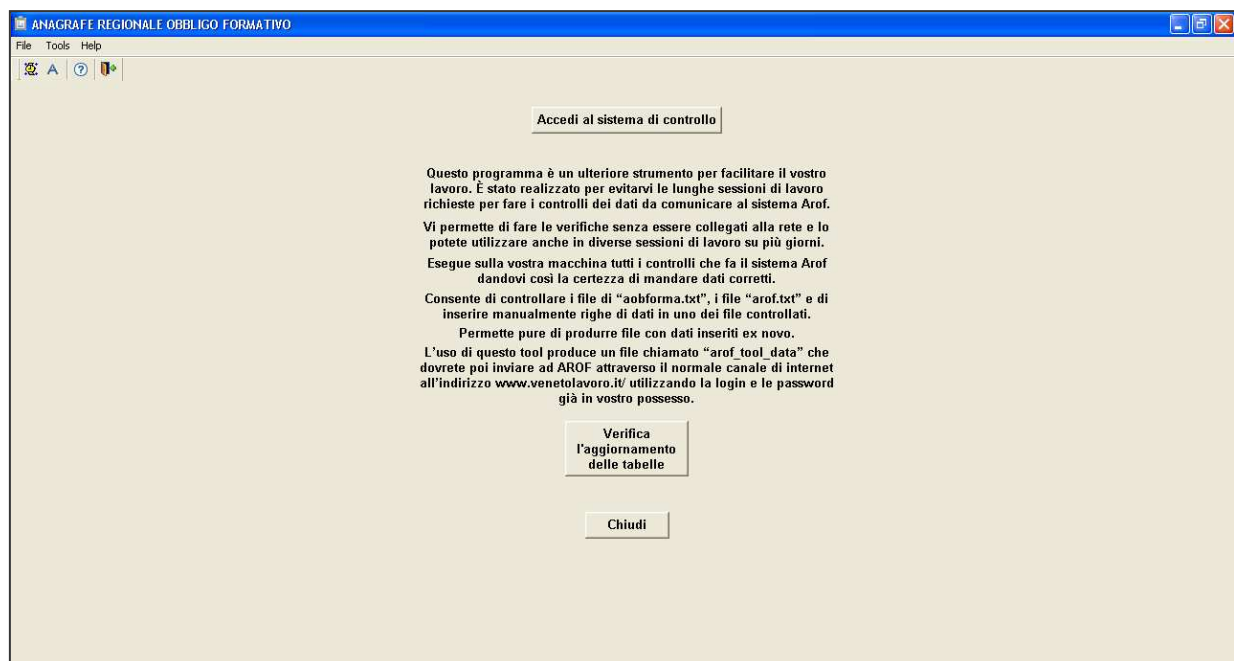 ANAGRAFE REGIONALE OBBLIGO FORMATIVO
File Tools Help
Accedi al sistema di controllo
Questo programma è un ulteriore strumento per facilitare il vostro
lavoro. È stato realizzato per evitarvi le lunghe sessioni di lavoro
richieste per fare i controlli dei dati da comunicare al sistema Arof.
Vi permette di fare le verifiche senza essere collegati alla rete e lo
potete utilizzare anche in diverse sessioni di lavoro su più giorni.
Esegue sulla vostra macchina tutti i controlli che fa il sistema Arof
dandovi così la certezza di mandare dati corretti.
Consente di controllare i file di “aobforma.txt”, i file “arof.txt” e di
inserire manualmente righe di dati in uno dei file controllati.
Permette pure di produrre file con dati inseriti ex novo.
L’uso di questo tool produce un file chiamato “arof_tool_data” che
dovrete poi inviare ad AROF attraverso il normale canale di internet
all’indirizzo www.venetolavoro.it/ utilizzando la login e le password
già in vostro possesso.
Verifica
l'aggiornamento
delle tabelle
Chiudi